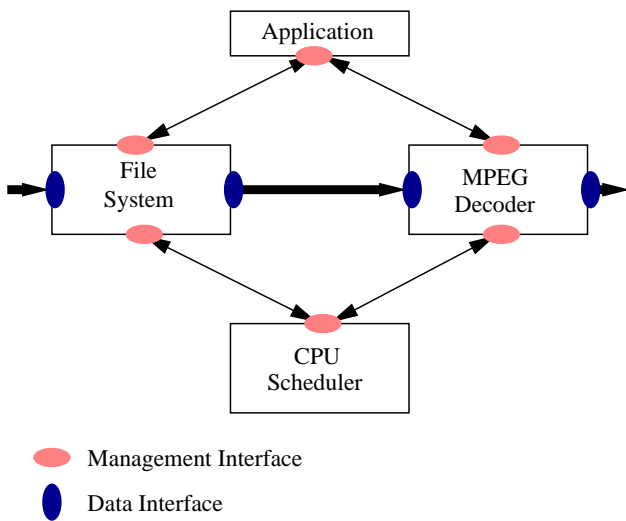 Application
File
System
MPEG
Decoder
CPU
Scheduler
Management Interface
Data Interface